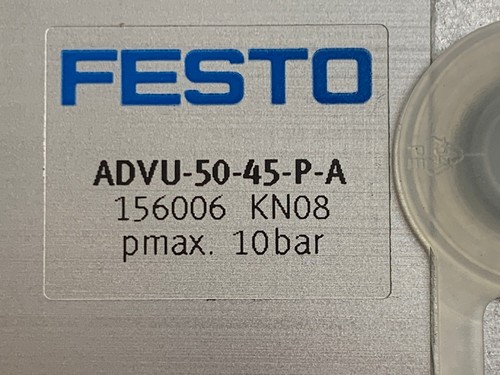 FESTO
ADVU-50-45-P-A
156006 KN08
pmax. 10bar